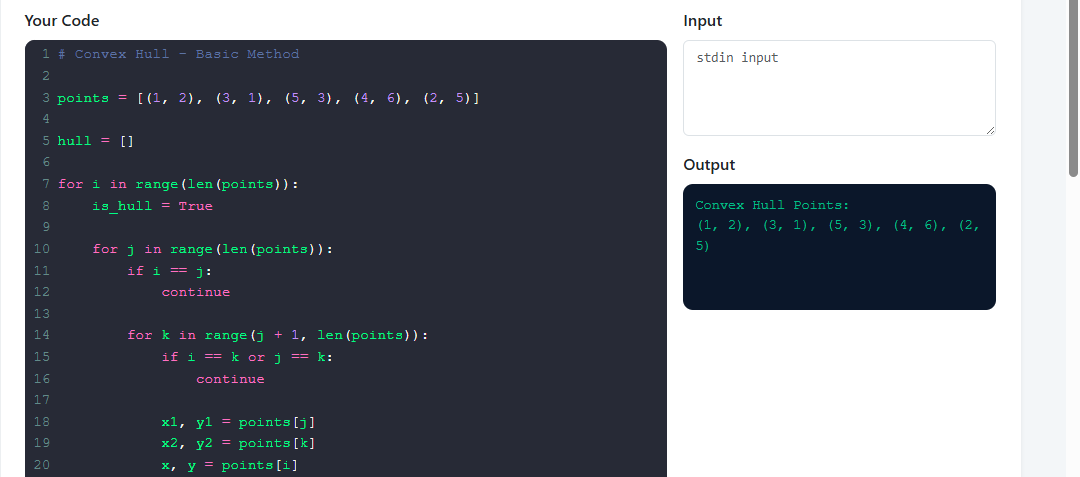 Your Code
1 # Convex Hull - Basic Method
2
3 points = [(1, 2), (3, 1), (5, 3), (4, 6), (2, 5)]
4
5 hull = []
6
7 for i in range(len(points)):
8     is_hull = True
9
10     for j in range(len(points)):
11         if i == j:
12             continue
13
14         for k in range(j + 1, len(points)):
15             if i == k or j == k:
16                 continue
17
18             x1, y1 = points[j]
19             x2, y2 = points[k]
20             x, y = points[i]
Input
stdin input
Output
Convex Hull Points:
(1, 2), (3, 1), (5, 3), (4, 6), (2,
5)